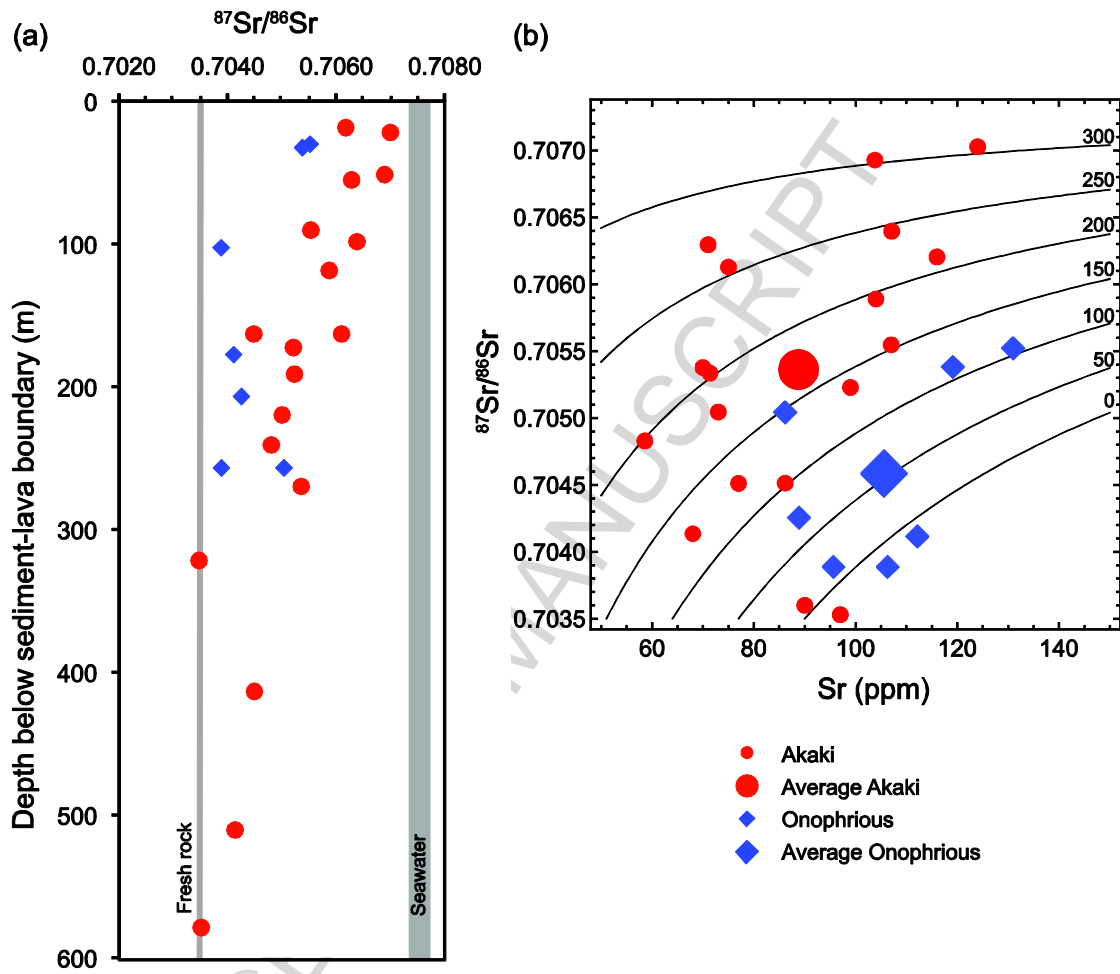 (a)
⁸⁷Sr/⁸⁶Sr
0.7020 0.7040 0.7060 0.7080
0
100
200
300
400
500
600
Depth below sediment-lava boundary (m)
Fresh rock
Seawater
(b)
0.7070
0.7065
0.7060
0.7055
0.7050
0.7045
0.7040
0.7035
⁸⁷Sr/⁸⁶Sr
300
250
200
150
100
50
0
60 80 100 120 140
Sr (ppm)
MANUSCRIPT
Akaki
Average Akaki
Onophrious
Average Onophrious